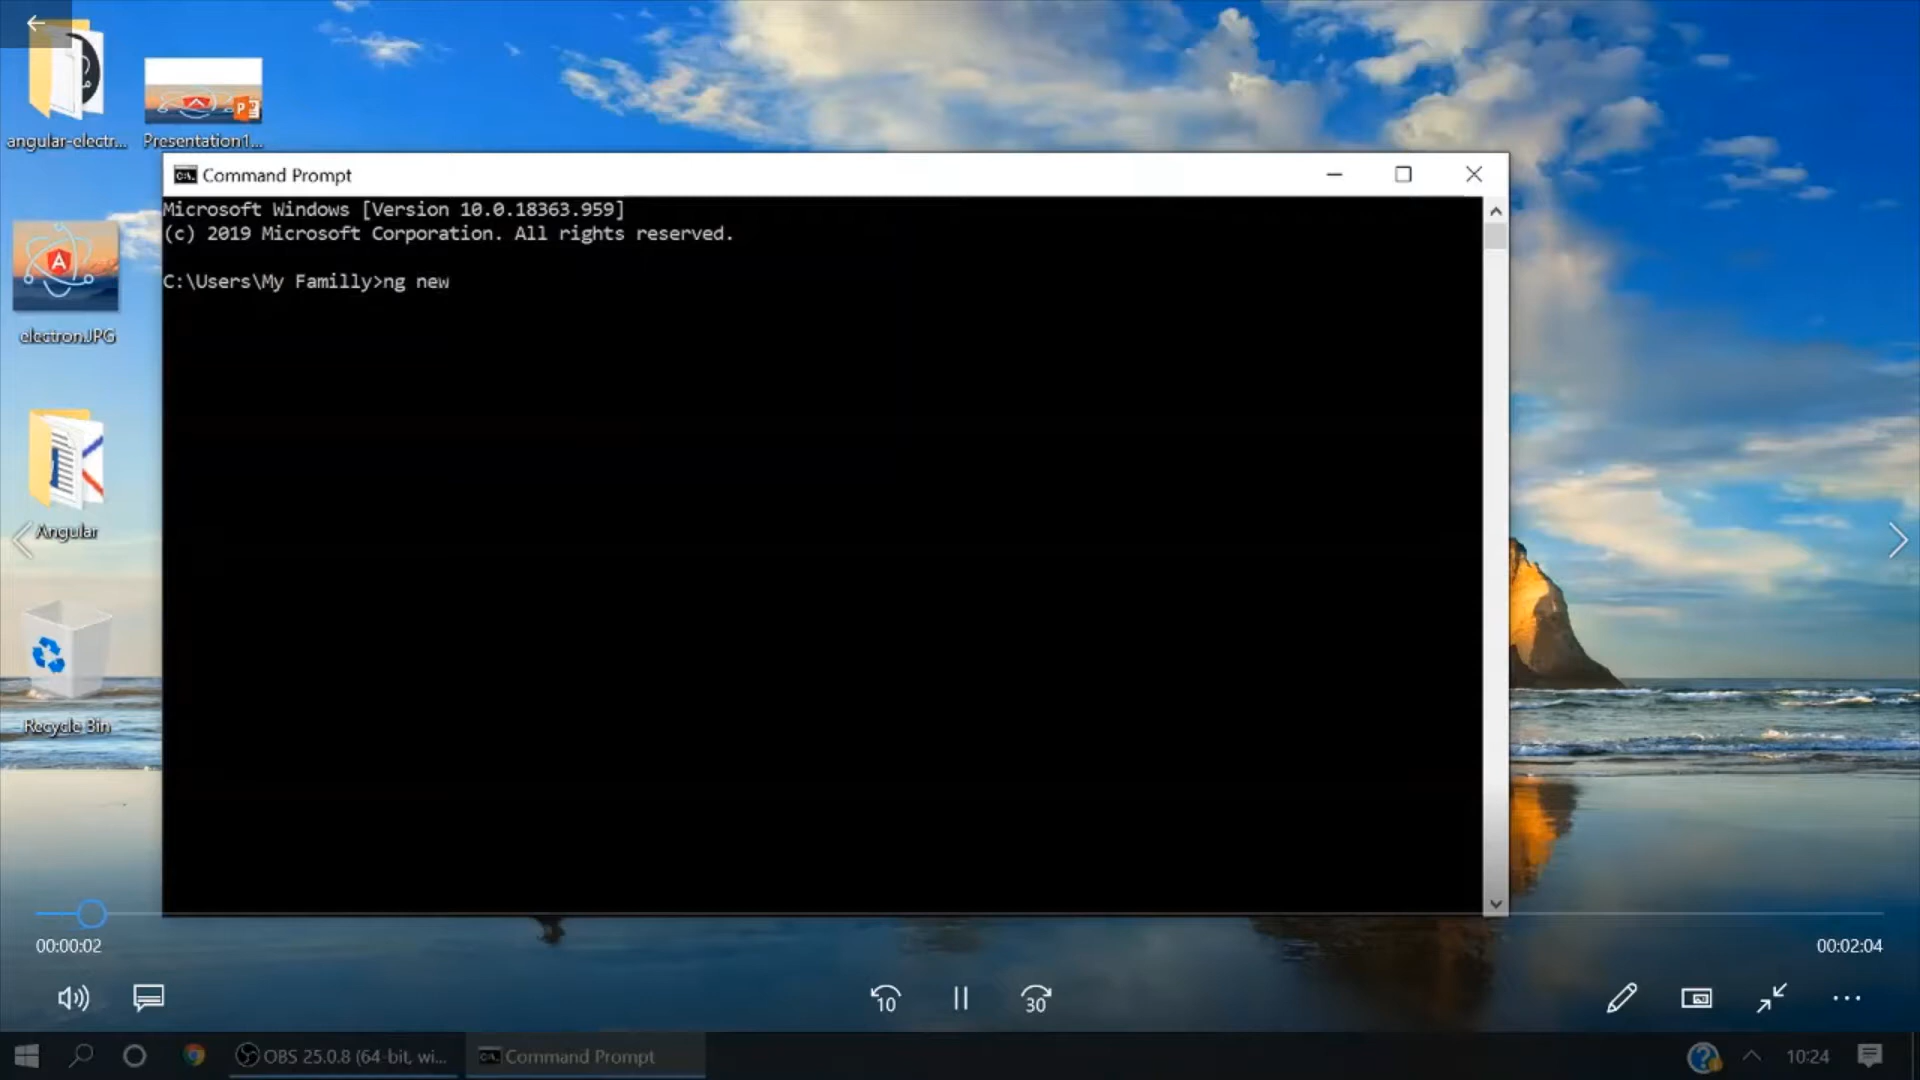 angular-electr...
Presentation1...
Command Prompt
Microsoft Windows [Version 10.0.18363.959]
(c) 2019 Microsoft Corporation. All rights reserved.
C:\Users\My Familly>ng new
electron.JPG
Angular
Recycle Bin
00:00:02
00:02:04
10
30
OBS 25.0.8 (64-bit, wi...
Command Prompt
10:24